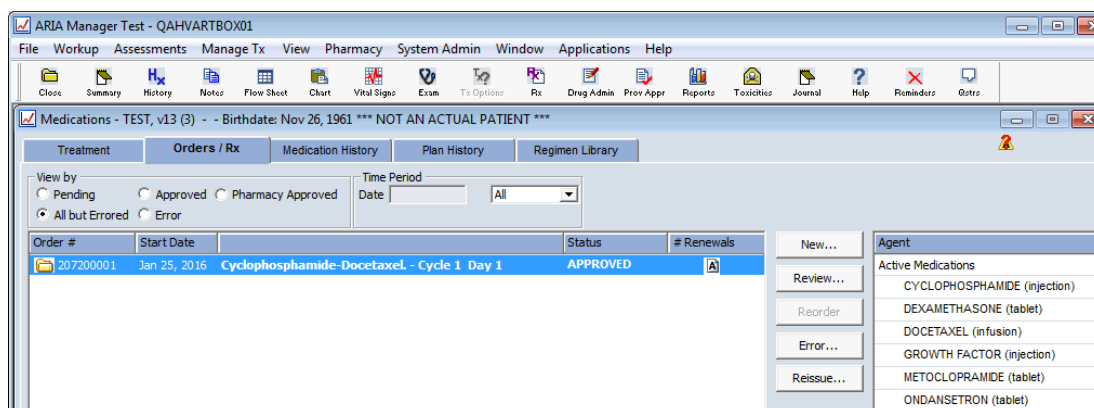 ARIA Manager Test - QAHVARTBOX01
File Workup Assessments Manage Tx View Pharmacy System Admin Window Applications Help
Hx Tx? Rx ?
Close Summary History Notes Flow Sheet Chart Vital Signs Exam Tx Options Rx Drug Admin Prov Appr Reports Toxicities Journal Help Reminders Qstrs
Medications - TEST, v13 (3) - - Birthdate: Nov 26, 1961 *** NOT AN ACTUAL PATIENT ***
Treatment Orders / Rx Medication History Plan History Regimen Library ?
View by Time Period
Pending Approved Pharmacy Approved Date All
All but Errored Error
Order # Start Date Status # Renewals New... Agent
207200001 Jan 25, 2016 Cyclophosphamide-Docetaxel. - Cycle 1 Day 1 APPROVED A Active Medications
Review... CYCLOPHOSPHAMIDE (injection)
Reorder DEXAMETHASONE (tablet)
DOCETAXEL (infusion)
Error... GROWTH FACTOR (injection)
Reissue... METOCLOPRAMIDE (tablet)
ONDANSETRON (tablet)